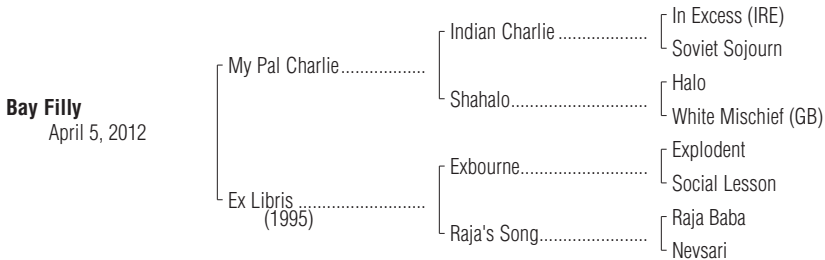 In Excess (IRE)
Indian Charlie ...................
Soviet Sojourn
My Pal Charlie..................
Halo
Shahalo.............................
White Mischief (GB)
Bay Filly
April 5, 2012
Explodent
Exbourne...........................
Social Lesson
Ex Libris ..........................
(1995)
Raja Baba
Raja's Song.......................
Nevsari